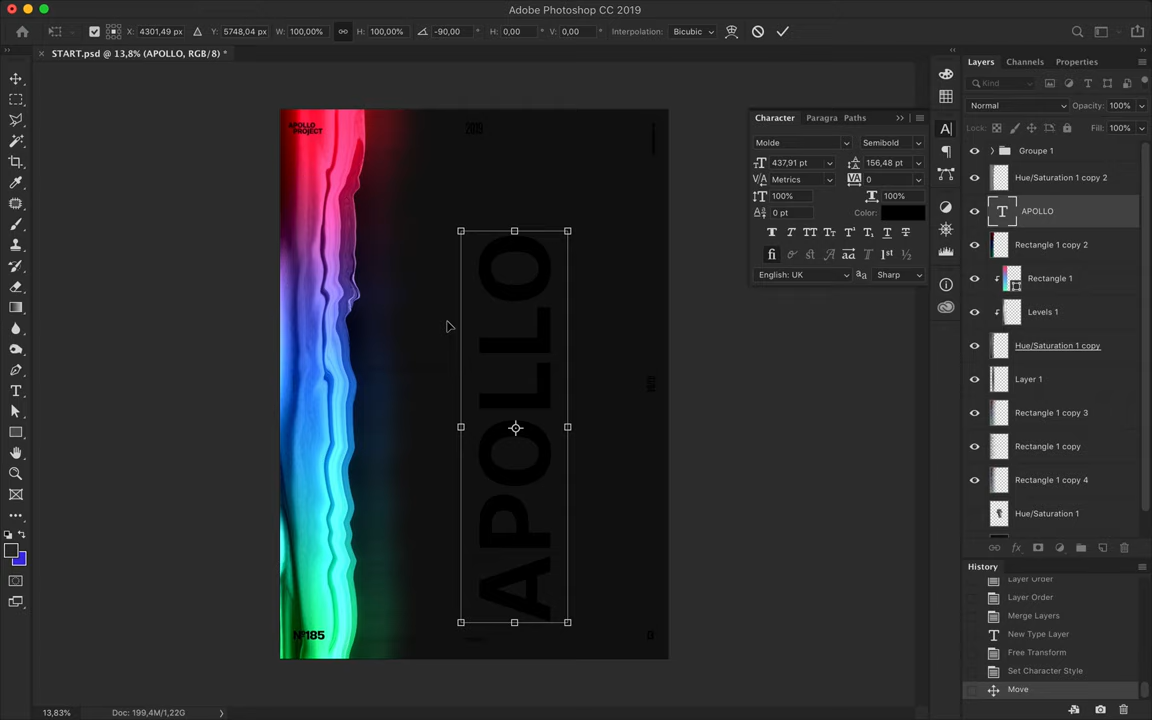 Adobe Photoshop CC 2019
X: 4301,49 px Y: 5748,04 px W: 100,00% H: 100,00% -90,00 H: 0,00 V: 0,00 Interpolation: Bicubic
START.psd @ 13,8% (APOLLO, RGB/8) *
Layers Channels Properties
Kind
Normal Opacity: 100%
Lock: Fill: 100%
Groupe 1
Hue/Saturation 1 copy 2
APOLLO
Rectangle 1 copy 2
Rectangle 1
Levels 1
Hue/Saturation 1 copy
Layer 1
Rectangle 1 copy 3
Rectangle 1 copy
Rectangle 1 copy 4
Hue/Saturation 1
Character Paragra Paths
Molde Semibold
437,91 pt 156,48 pt
Metrics 0
100% 100%
0 pt Color:
English: UK Sharp
APOLLO
PROJECT
2019
APOLLO
Nº185
History
Layer Order
Layer Order
Merge Layers
New Type Layer
Free Transform
Set Character Style
Move
13,83% Doc: 199,4M/1,22G